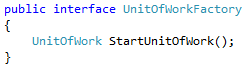 public interface UnitOfWorkFactory
{
    UnitOfWork StartUnitOfWork();
}